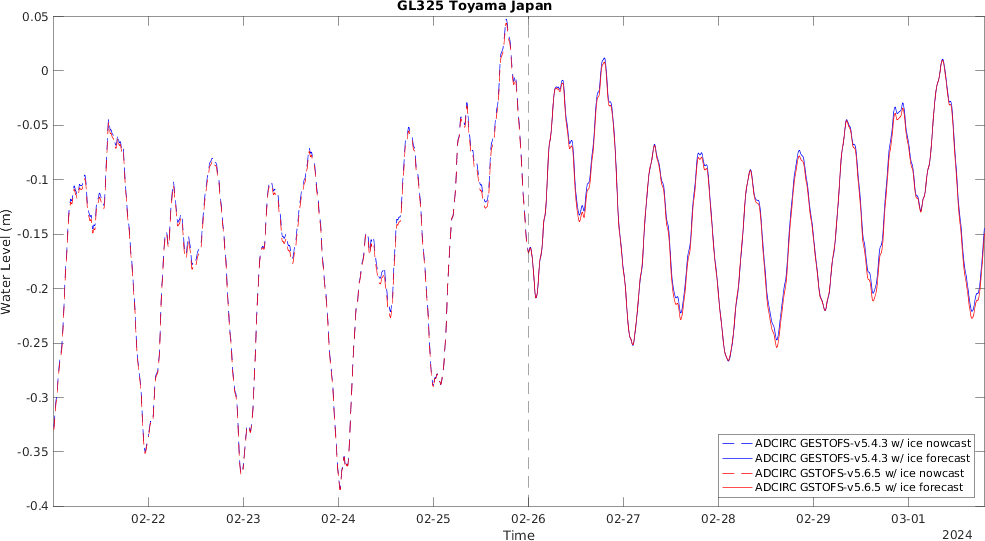 GL325 Toyama Japan
0.05
0
-0.05
-0.1
-0.15
-0.2
-0.25
-0.3
-0.35
-0.4
Water Level (m)
ADCIRC GESTOFS-v5.4.3 w/ ice nowcast
ADCIRC GESTOFS-v5.4.3 w/ ice forecast
ADCIRC GSTOFS-v5.6.5 w/ ice nowcast
ADCIRC GSTOFS-v5.6.5 w/ ice forecast
02-22 02-23 02-24 02-25 02-26 02-27 02-28 02-29 03-01
Time
2024